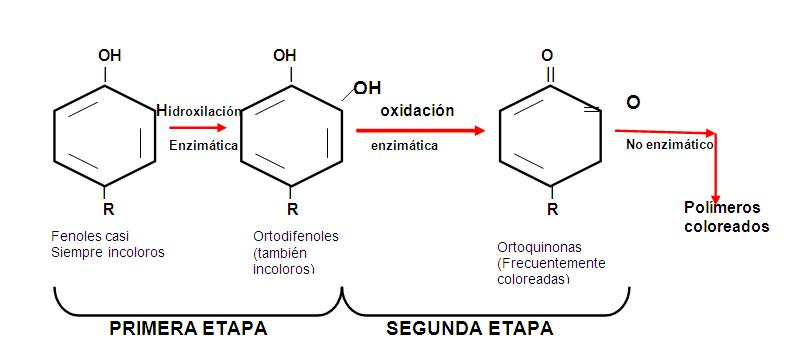 OH
OH
OH
O
O
Hidroxilación
Enzimática
oxidación
enzimática
No enzimático
R
R
R
Polímeros
coloreados
Fenoles casi
Siempre incoloros
Ortodifenoles
(también
incoloros)
Ortoquinonas
(Frecuentemente
coloreadas)
PRIMERA ETAPA
SEGUNDA ETAPA